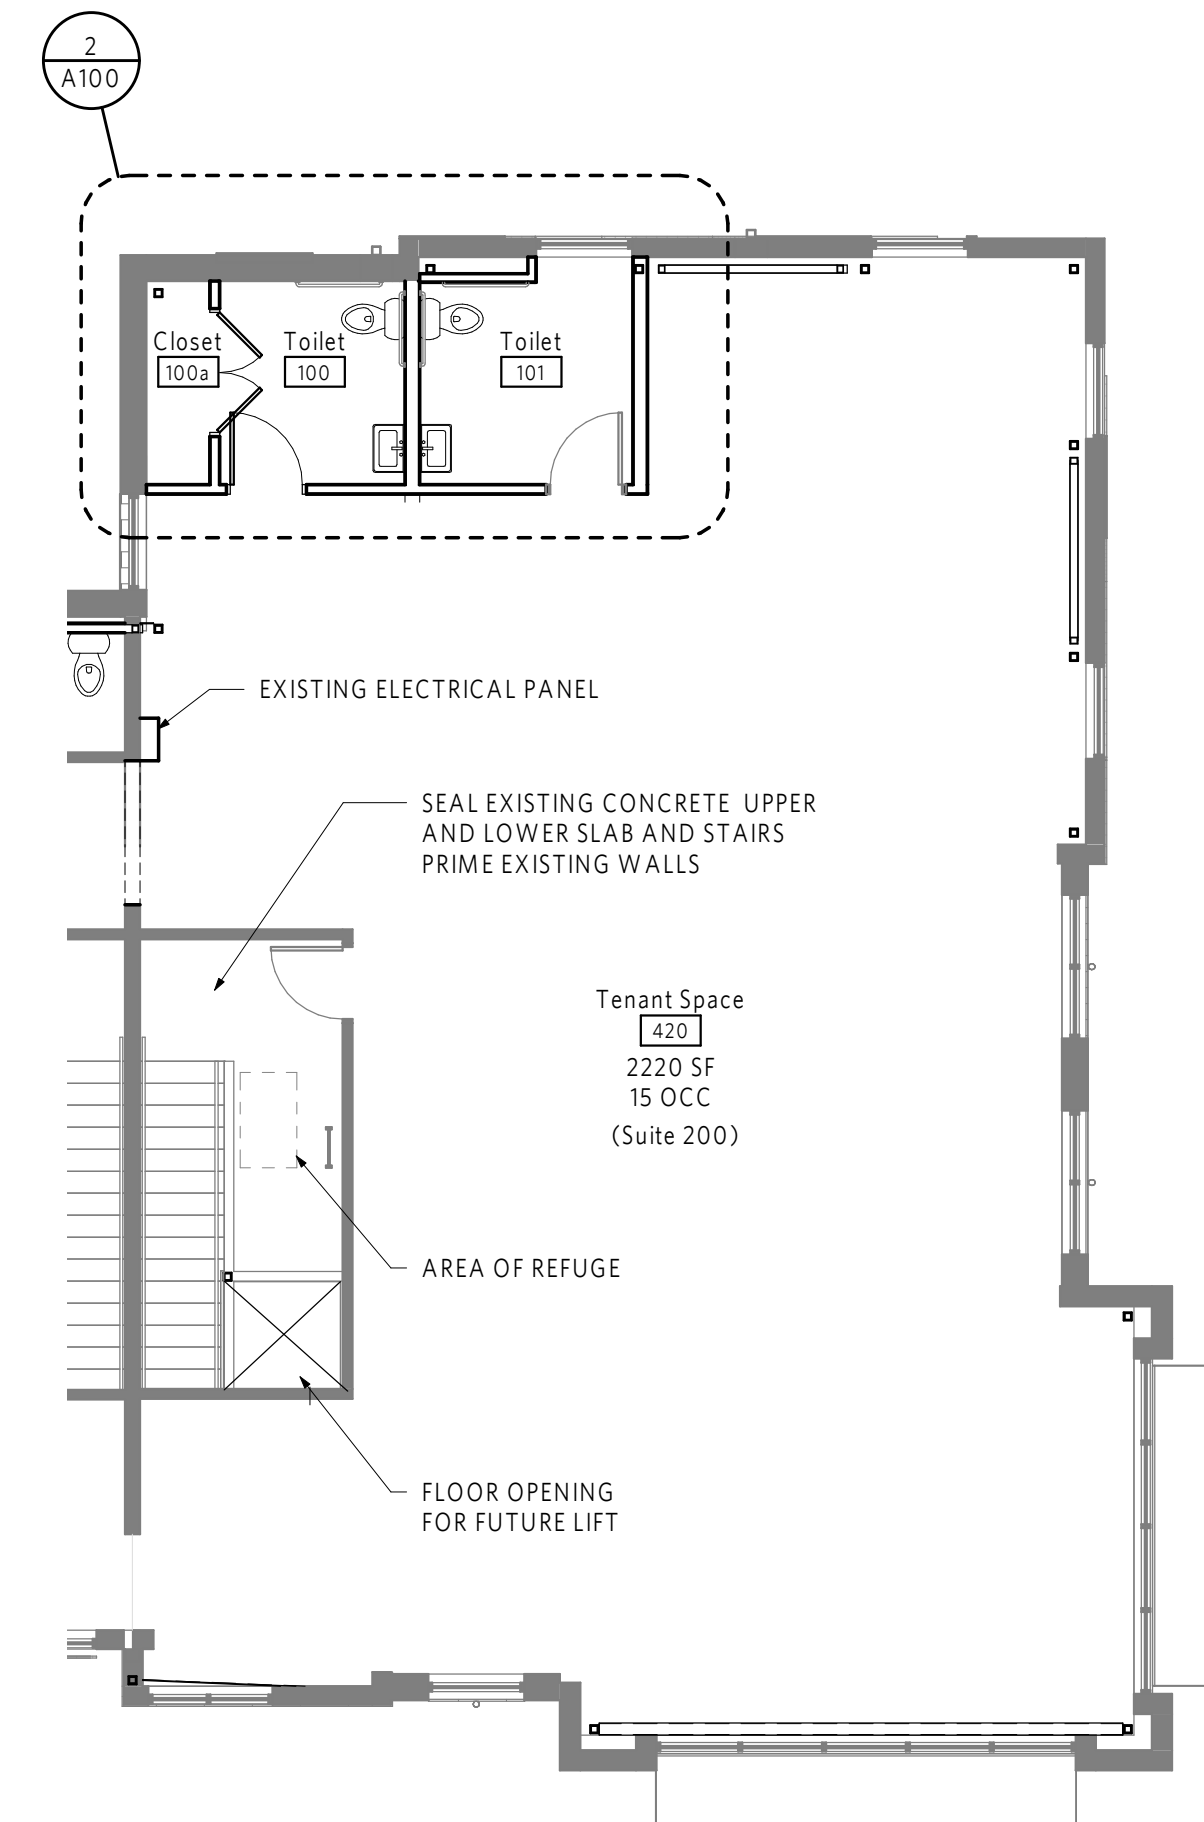 2
A100
Closet
100a
Toilet
100
Toilet
101
EXISTING ELECTRICAL PANEL
SEAL EXISTING CONCRETE UPPER
AND LOWER SLAB AND STAIRS
PRIME EXISTING WALLS
Tenant Space
420
2220 SF
15 OCC
(Suite 200)
AREA OF REFUGE
FLOOR OPENING
FOR FUTURE LIFT